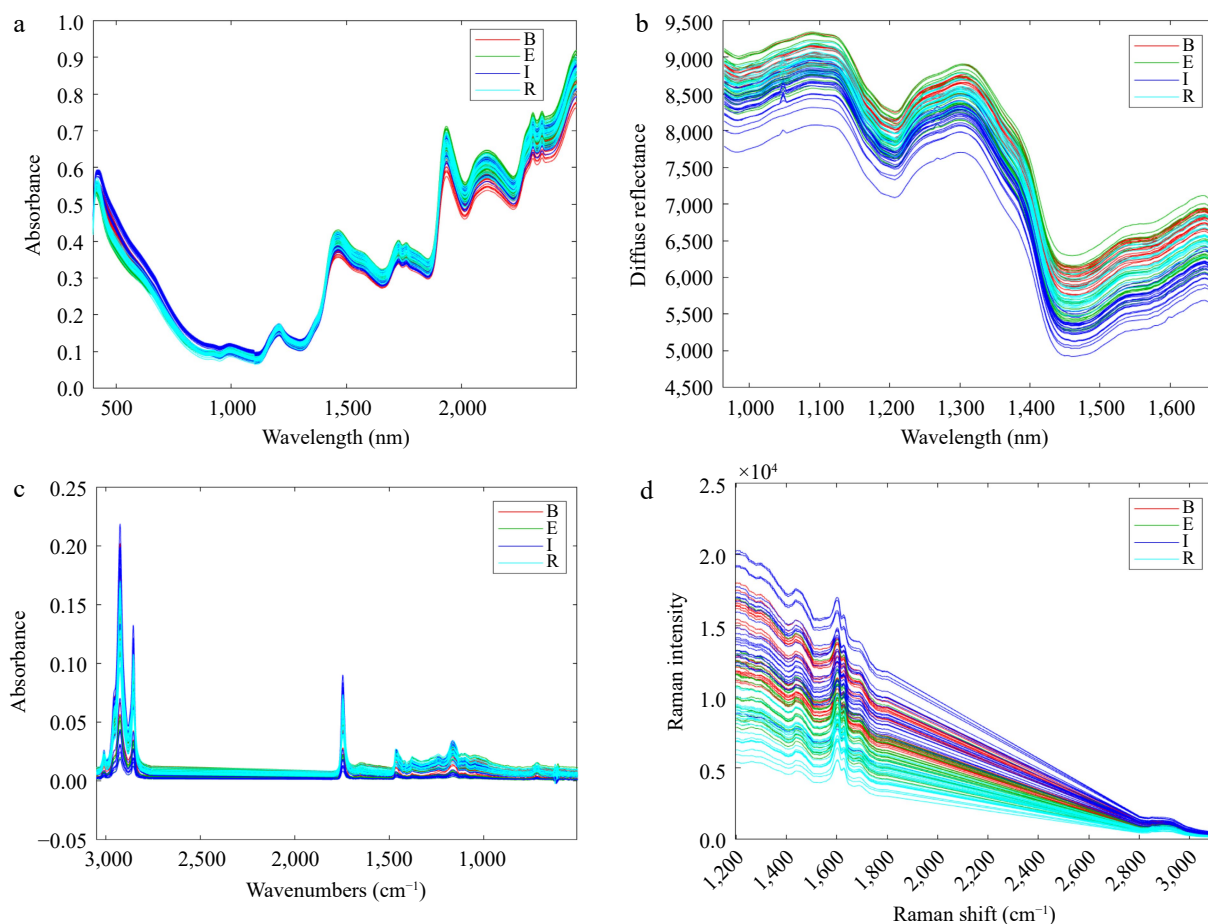 a
1.0
0.9
0.8
0.7
0.6
0.5
0.4
0.3
0.2
0.1
0.0
Absorbance
500 1,000 1,500 2,000
Wavelength (nm)
B
E
I
R
b
9,500
9,000
8,500
8,000
7,500
7,000
6,500
6,000
5,500
5,000
4,500
Diffuse reflectance
1,000 1,100 1,200 1,300 1,400 1,500 1,600
Wavelength (nm)
B
E
I
R
c
0.25
0.20
0.15
0.10
0.05
0.00
−0.05
Absorbance
3,000 2,500 2,000 1,500 1,000
Wavenumbers (cm⁻¹)
B
E
I
R
d
×10⁴
2.5
2.0
1.5
1.0
0.5
0.0
Raman intensity
1,200 1,400 1,600 1,800 2,000 2,200 2,400 2,600 2,800 3,000
Raman shift (cm⁻¹)
B
E
I
R